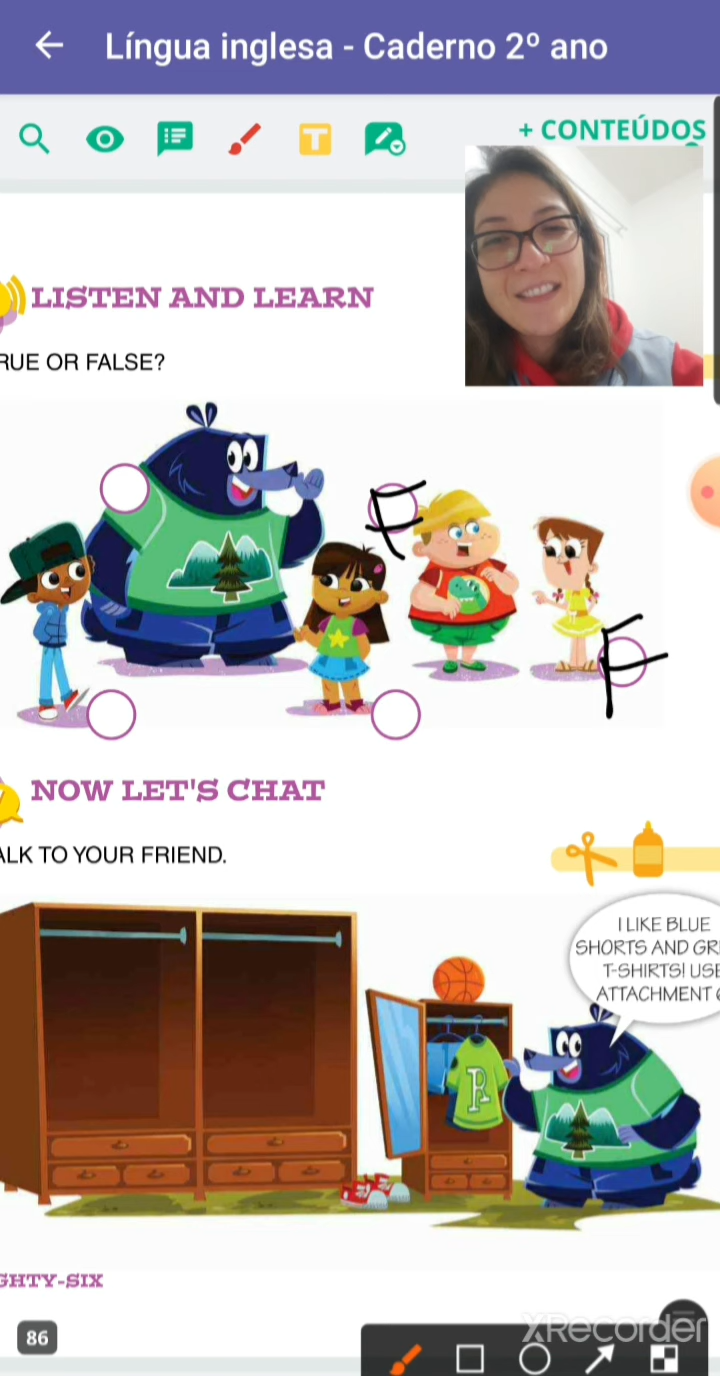 Língua inglesa - Caderno 2º ano
+ CONTEÚDOS
T
LISTEN AND LEARN
RUE OR FALSE?
F
F
NOW LET'S CHAT
ALK TO YOUR FRIEND.
I LIKE BLUE
SHORTS AND GRE
T-SHIRTS! USE
ATTACHMENT
R
GHTY-SIX
86
XRecorder